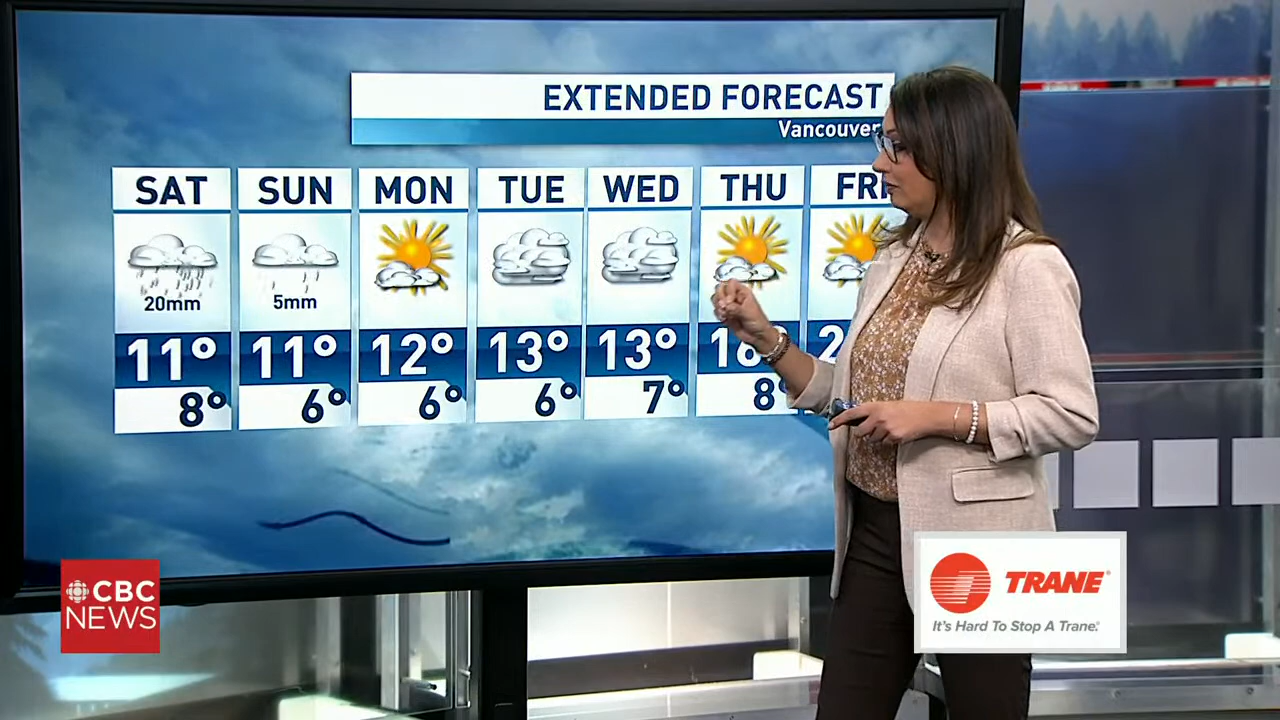 EXTENDED FORECAST
Vancouver
SAT SUN MON TUE WED THU FRI
20mm 5mm
11° 11° 12° 13° 13°
8° 6° 6° 6° 7° 8°
CBC
NEWS
TRANE®
It's Hard To Stop A Trane.®